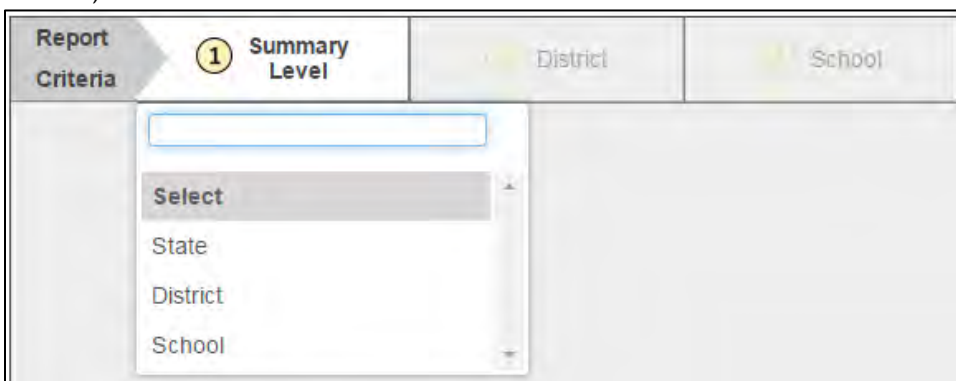 Report
Criteria
1
Summary
Level
District
School
Select
State
District
School